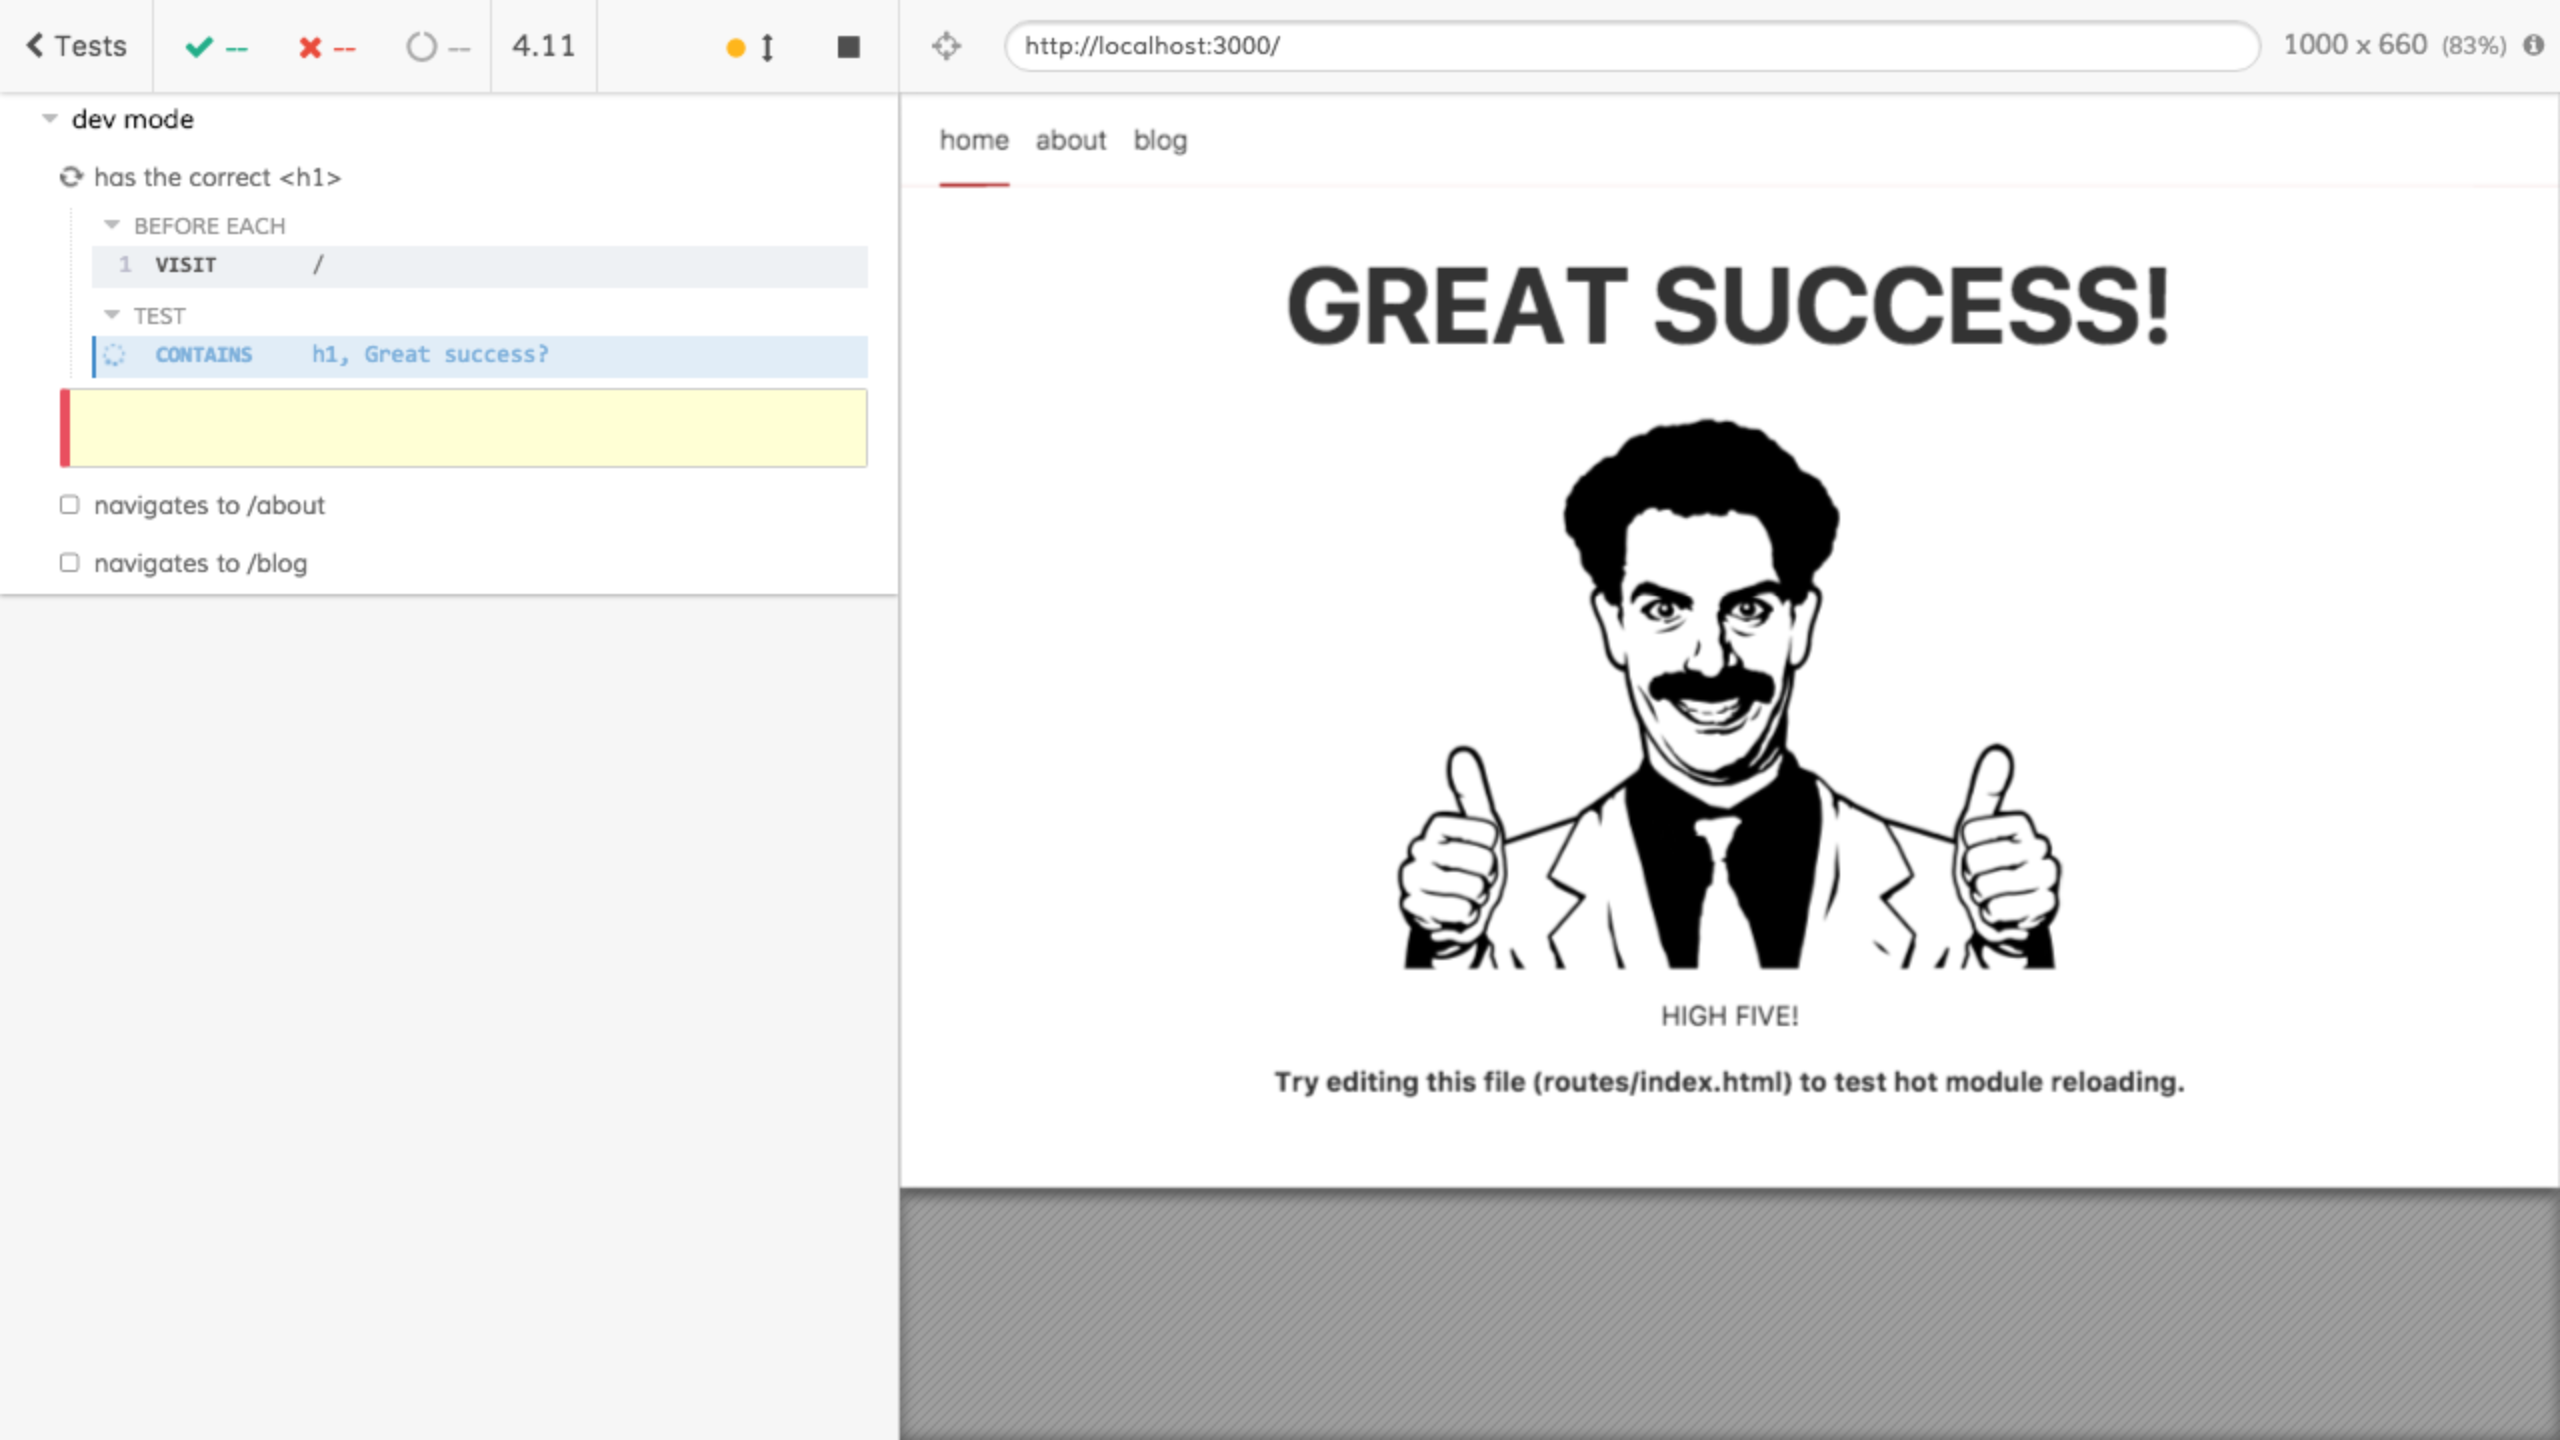 Tests -- -- -- 4.11
http://localhost:3000/ 1000 x 660 (83%)
dev mode
has the correct <h1>
BEFORE EACH
1 VISIT /
TEST
CONTAINS h1, Great success?
navigates to /about
navigates to /blog
home about blog
GREAT SUCCESS!
HIGH FIVE!
Try editing this file (routes/index.html) to test hot module reloading.